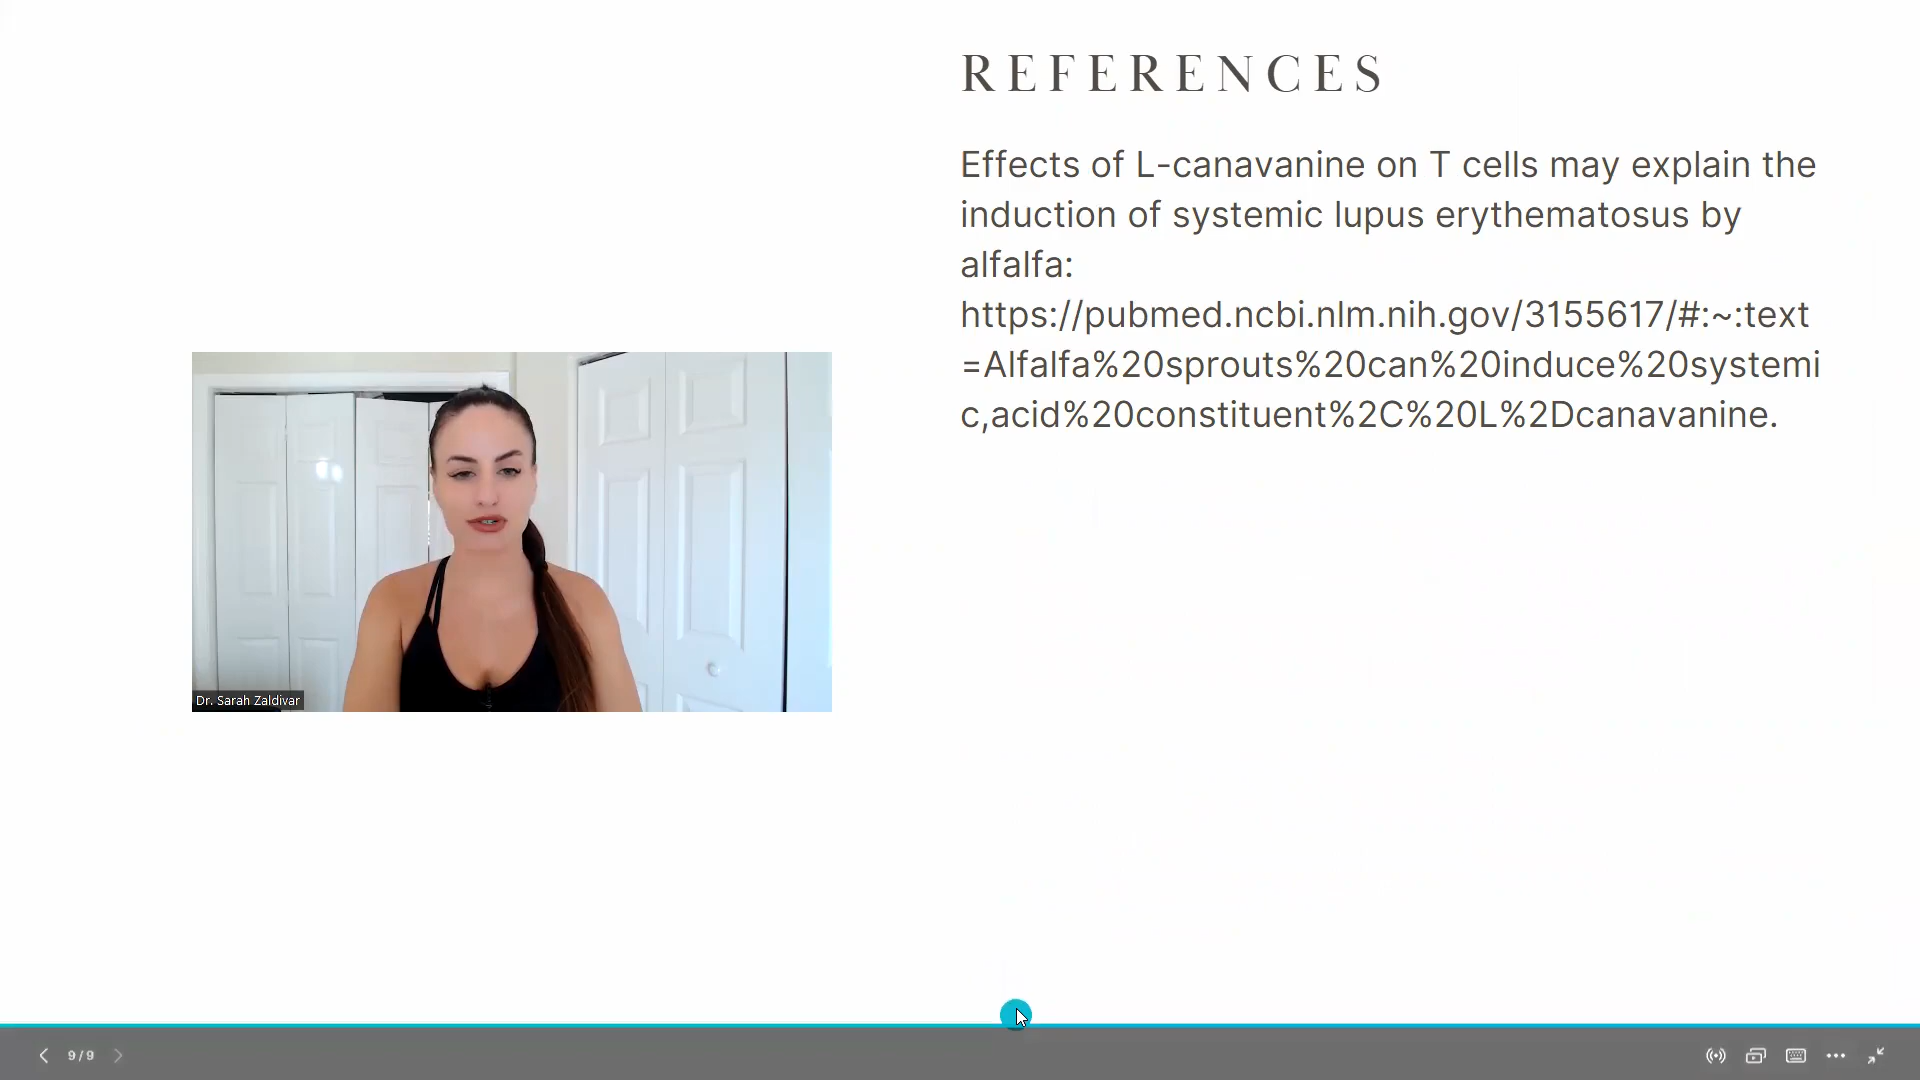 REFERENCES
Effects of L-canavanine on T cells may explain the
induction of systemic lupus erythematosus by
alfalfa:
https://pubmed.ncbi.nlm.nih.gov/3155617/#:~:text
=Alfalfa%20sprouts%20can%20induce%20systemi
c,acid%20constituent%2C%20L%2Dcanavanine.
Dr. Sarah Zaldivar
9/9